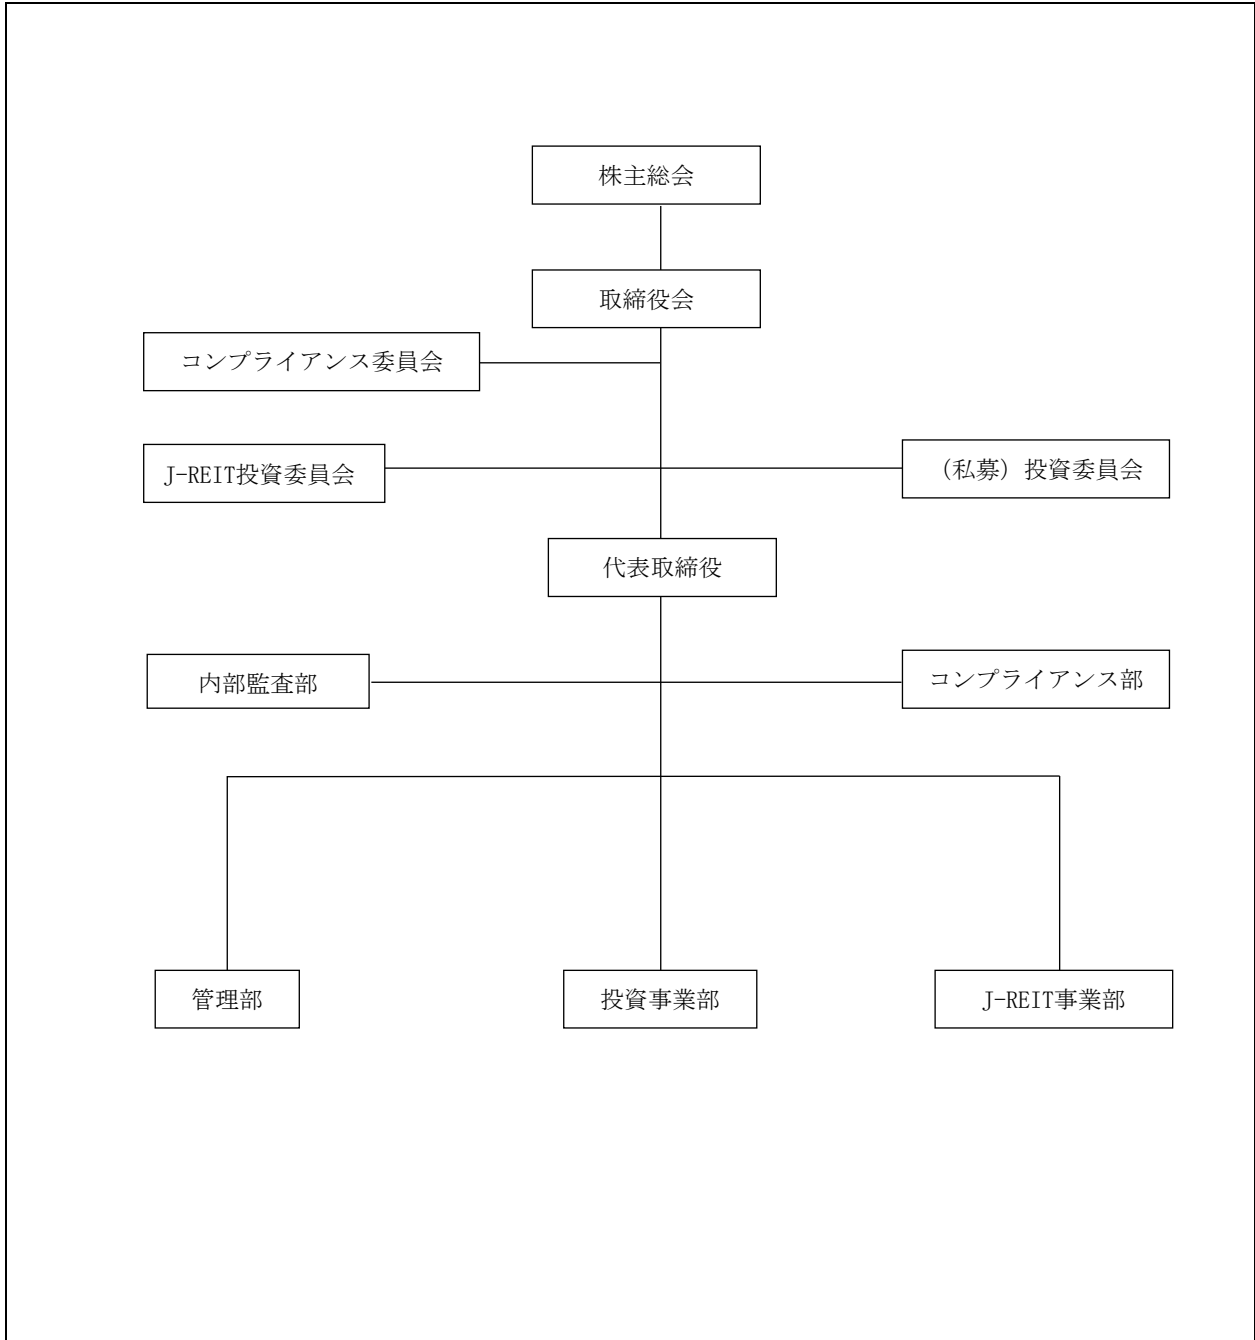 株主総会
取締役会
コンプライアンス委員会
J-REIT投資委員会
（私募）投資委員会
代表取締役
内部監査部
コンプライアンス部
管理部
投資事業部
J-REIT事業部